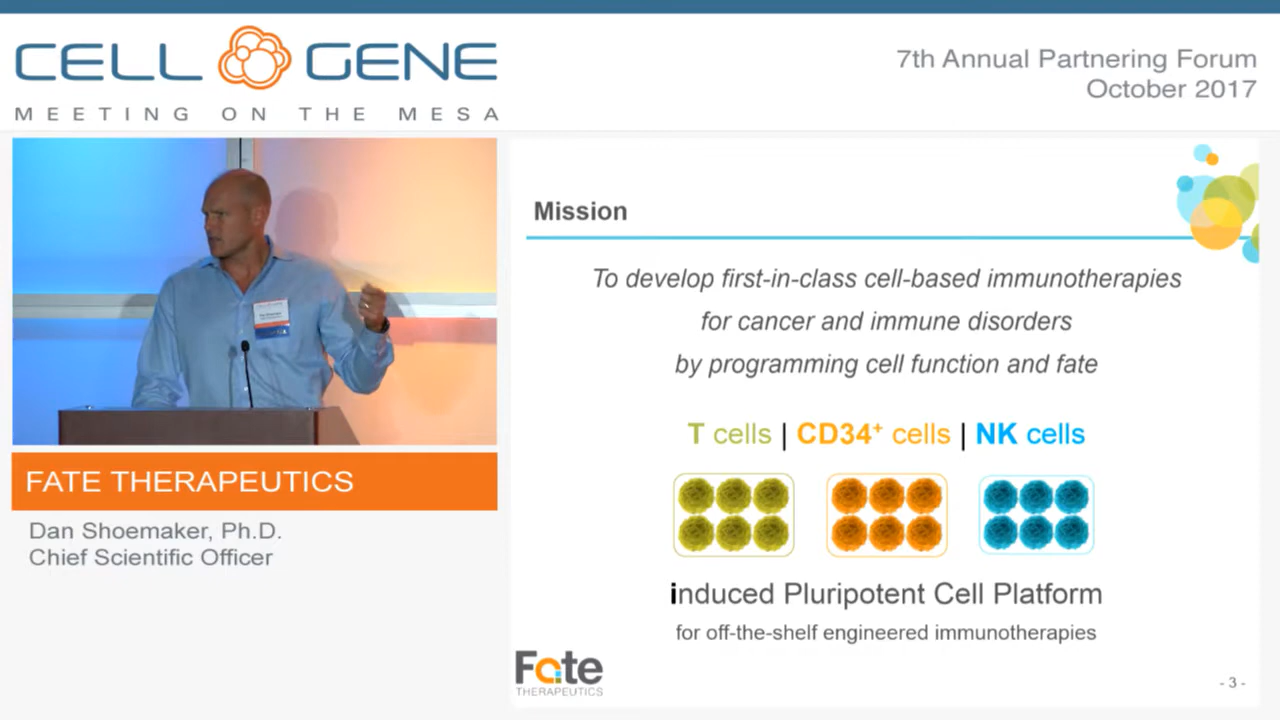 CELL GENE
MEETING ON THE MESA
7th Annual Partnering Forum
October 2017
FATE THERAPEUTICS
Dan Shoemaker, Ph.D.
Chief Scientific Officer
Mission
To develop first-in-class cell-based immunotherapies
for cancer and immune disorders
by programming cell function and fate
T cells | CD34+ cells | NK cells
induced Pluripotent Cell Platform
for off-the-shelf engineered immunotherapies
Fate
THERAPEUTICS
- 3 -